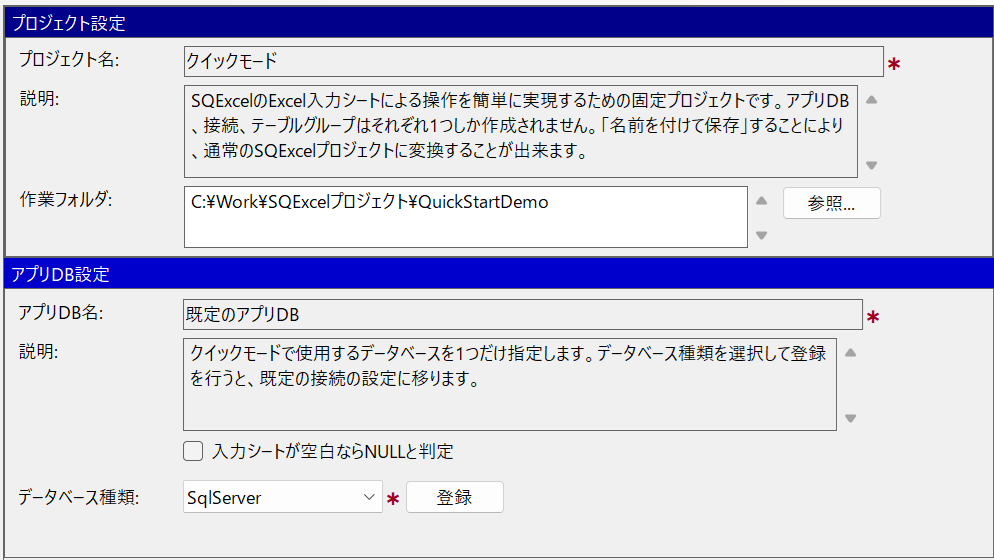 プロジェクト設定
プロジェクト名:
クイックモード
*
説明:
SQExcelのExcel入力シートによる操作を簡単に実現するための固定プロジェクトです。アプリDB
、接続、テーブルグループはそれぞれ1つしか作成されません。「名前を付けて保存」することにより
、通常のSQExcelプロジェクトに変換することが出来ます。
作業フォルダ:
C:¥Work¥SQExcelプロジェクト¥QuickStartDemo
参照...
アプリDB設定
アプリDB名:
既定のアプリDB
*
説明:
クイックモードで使用するデータベースを1つだけ指定します。データベース種類を選択して登録
を行うと、既定の接続の設定に移ります。
入力シートが空白ならNULLと判定
データベース種類:
SqlServer
*
登録